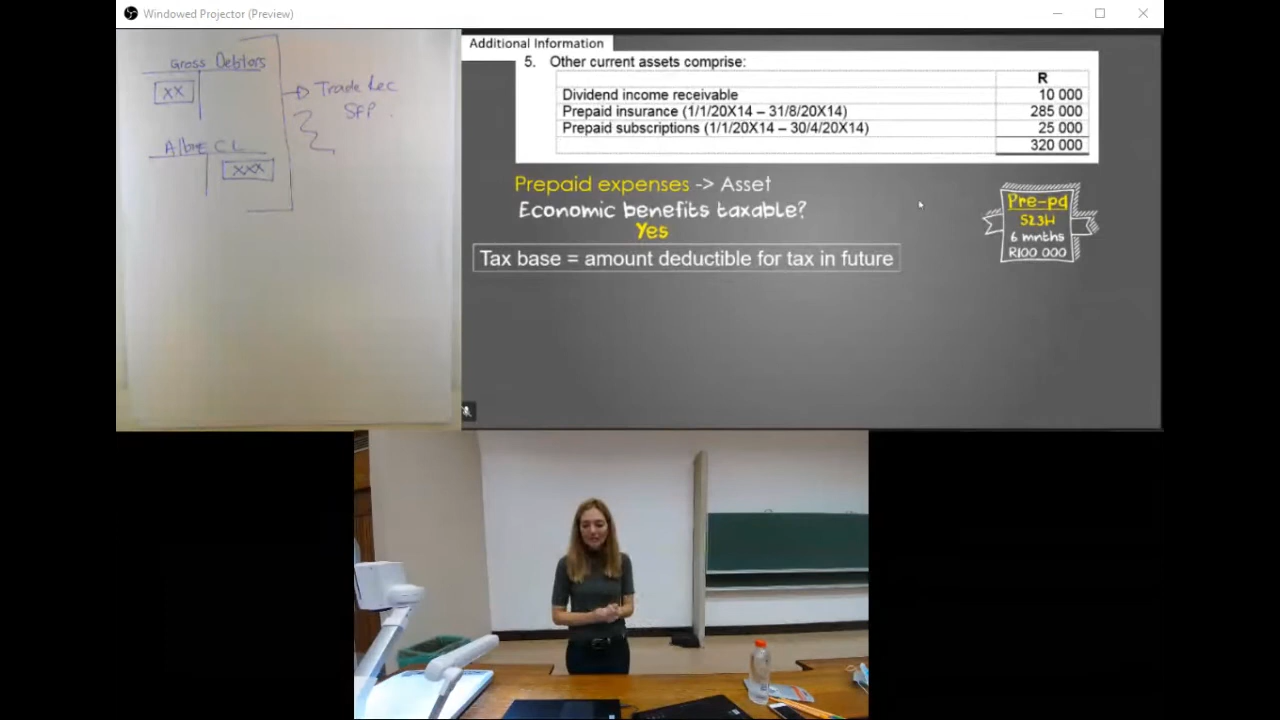 Windowed Projector (Preview)
Gross Debtors
XX
Trade Rec
SFP.
CL
XXX
Additional Information
5. Other current assets comprise:
R
Dividend income receivable 10 000
Prepaid insurance (1/1/20X14 – 31/8/20X14) 285 000
Prepaid subscriptions (1/1/20X14 – 30/4/20X14) 25 000
320 000
Prepaid expenses -> Asset
Economic benefits taxable?
Yes
Tax base = amount deductible for tax in future
Pre-pd
S23H
6 mnths
R100 000